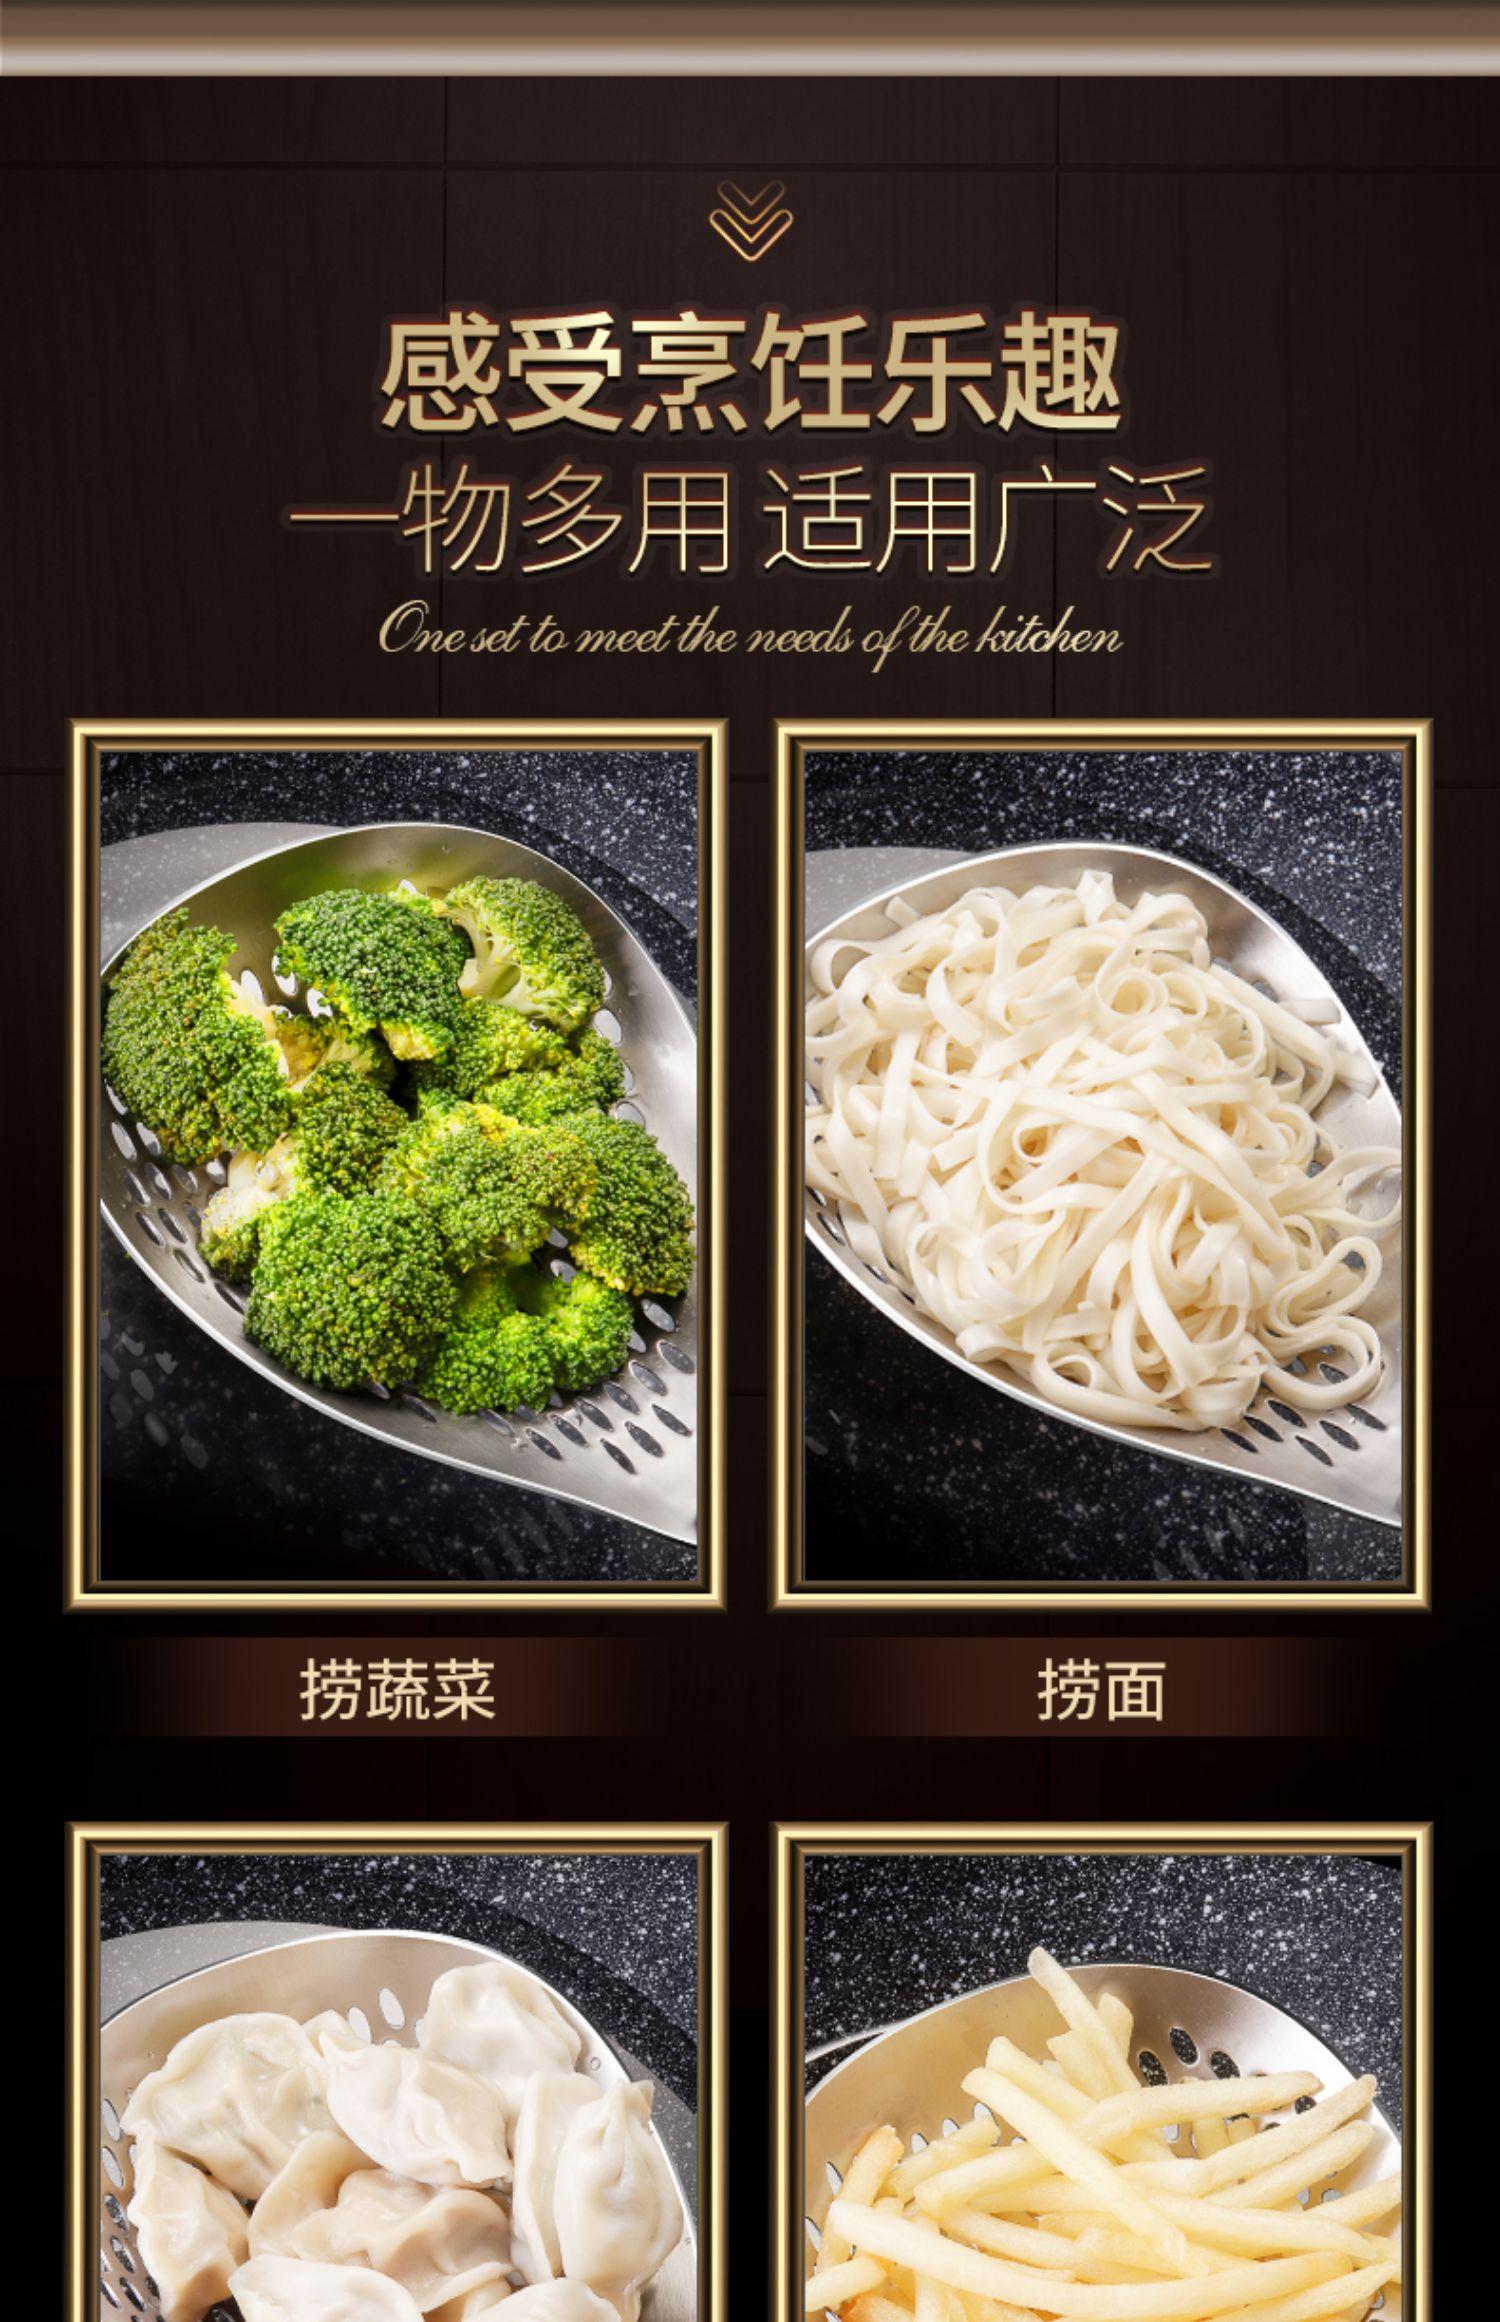 感受烹饪乐趣
一物多用 适用广泛
One set to meet the needs of the kitchen
捞蔬菜
捞面